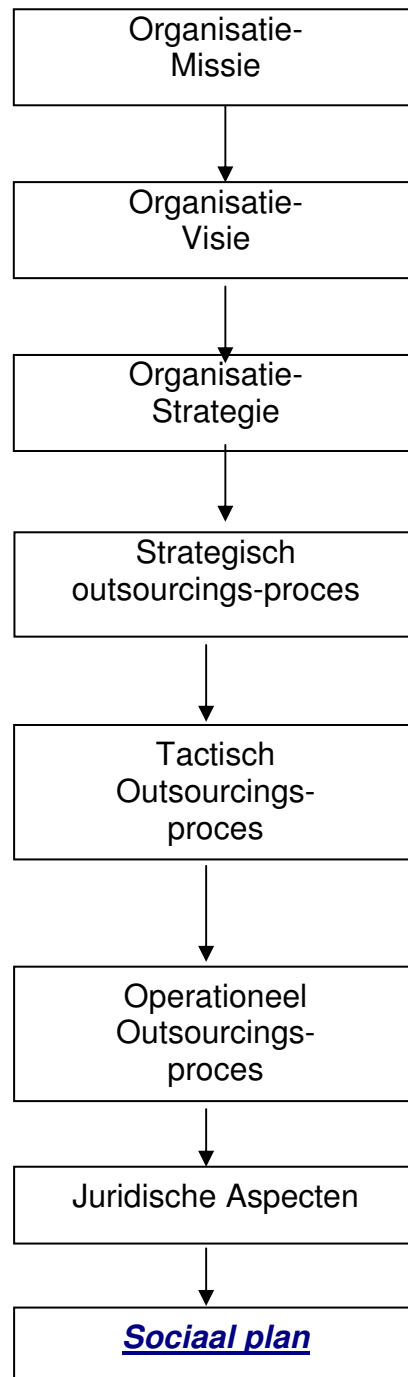 Organisatie-
Missie
Organisatie-
Visie
Organisatie-
Strategie
Strategisch
outsourcings-proces
Tactisch
Outsourcings-
proces
Operationeel
Outsourcings-
proces
Juridische Aspecten
Sociaal plan